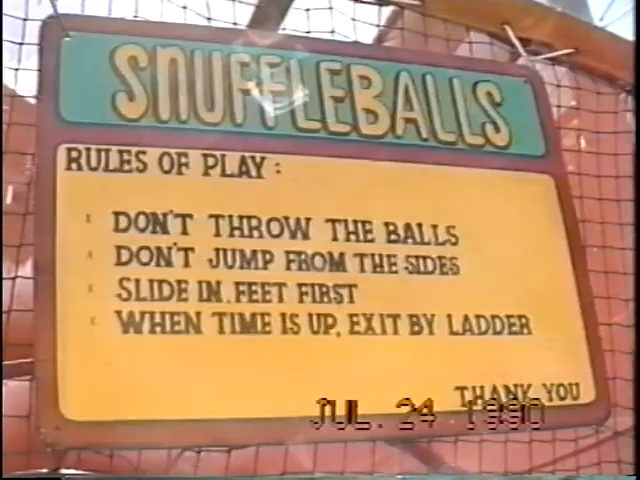 SNUFFLEBALLS
RULES OF PLAY :
DON'T THROW THE BALLS
DON'T JUMP FROM THE SIDES
SLIDE IN, FEET FIRST
WHEN TIME IS UP, EXIT BY LADDER
THANK YOU
JUL. 24 1990